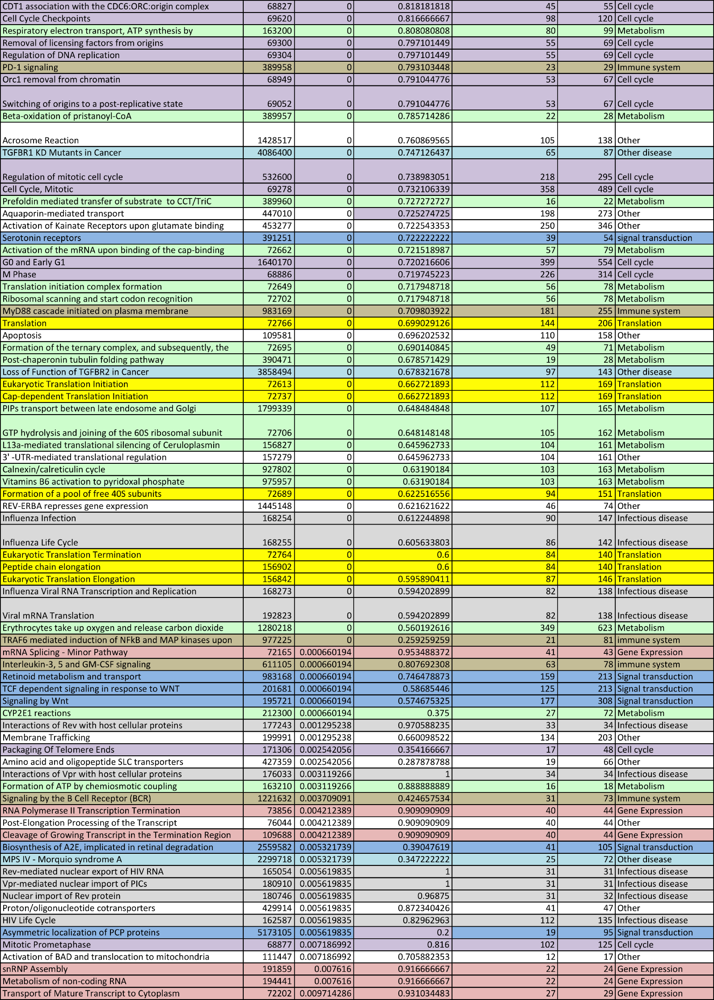 CDT1 association with the CDC6:ORC:origin complex 68827 0 0.818181818 45 55 Cell cycle
Cell Cycle Checkpoints 69620 0 0.816666667 98 120 Cell cycle
Respiratory electron transport, ATP synthesis by 163200 0 0.808080808 80 99 Metabolism
Removal of licensing factors from origins 69300 0 0.797101449 55 69 Cell cycle
Regulation of DNA replication 69304 0 0.797101449 55 69 Cell cycle
PD-1 signaling 389958 0 0.793103448 23 29 Immune system
Orc1 removal from chromatin 68949 0 0.791044776 53 67 Cell cycle
Switching of origins to a post-replicative state 69052 0 0.791044776 53 67 Cell cycle
Beta-oxidation of pristanoyl-CoA 389957 0 0.785714286 22 28 Metabolism
Acrosome Reaction 1428517 0 0.760869565 105 138 Other
TGFBR1 KD Mutants in Cancer 4086400 0 0.747126437 65 87 Other disease
Regulation of mitotic cell cycle 532600 0 0.738983051 218 295 Cell cycle
Cell Cycle, Mitotic 69278 0 0.732106339 358 489 Cell cycle
Prefoldin mediated transfer of substrate  to CCT/TriC 389960 0 0.727272727 16 22 Metabolism
Aquaporin-mediated transport 447010 0 0.725274725 198 273 Other
Activation of Kainate Receptors upon glutamate binding 453277 0 0.722543353 250 346 Other
Serotonin receptors 391251 0 0.722222222 39 54 signal transduction
Activation of the mRNA upon binding of the cap-binding 72662 0 0.721518987 57 79 Metabolism
G0 and Early G1 1640170 0 0.720216606 399 554 Cell cycle
M Phase 68886 0 0.719745223 226 314 Cell cycle
Translation initiation complex formation 72649 0 0.717948718 56 78 Metabolism
Ribosomal scanning and start codon recognition 72702 0 0.717948718 56 78 Metabolism
MyD88 cascade initiated on plasma membrane 983169 0 0.709803922 181 255 Immune system
Translation 72766 0 0.699029126 144 206 Translation
Apoptosis 109581 0 0.696202532 110 158 Other
Formation of the ternary complex, and subsequently, the 72695 0 0.690140845 49 71 Metabolism
Post-chaperonin tubulin folding pathway 390471 0 0.678571429 19 28 Metabolism
Loss of Function of TGFBR2 in Cancer 3858494 0 0.678321678 97 143 Other disease
Eukaryotic Translation Initiation 72613 0 0.662721893 112 169 Translation
Cap-dependent Translation Initiation 72737 0 0.662721893 112 169 Translation
PIPs transport between late endosome and Golgi 1799339 0 0.648484848 107 165 Metabolism
GTP hydrolysis and joining of the 60S ribosomal subunit 72706 0 0.648148148 105 162 Metabolism
L13a-mediated translational silencing of Ceruloplasmin 156827 0 0.645962733 104 161 Metabolism
3' -UTR-mediated translational regulation 157279 0 0.645962733 104 161 Other
Calnexin/calreticulin cycle 927802 0 0.63190184 103 163 Metabolism
Vitamins B6 activation to pyridoxal phosphate 975957 0 0.63190184 103 163 Metabolism
Formation of a pool of free 40S subunits 72689 0 0.622516556 94 151 Translation
REV-ERBA represses gene expression 1445148 0 0.621621622 46 74 Other
Influenza Infection 168254 0 0.612244898 90 147 Infectious disease
Influenza Life Cycle 168255 0 0.605633803 86 142 Infectious disease
Eukaryotic Translation Termination 72764 0 0.6 84 140 Translation
Peptide chain elongation 156902 0 0.6 84 140 Translation
Eukaryotic Translation Elongation 156842 0 0.595890411 87 146 Translation
Influenza Viral RNA Transcription and Replication 168273 0 0.594202899 82 138 Infectious disease
Viral mRNA Translation 192823 0 0.594202899 82 138 Infectious disease
Erythrocytes take up oxygen and release carbon dioxide 1280218 0 0.560192616 349 623 Metabolism
TRAF6 mediated induction of NFkB and MAP kinases upon 977225 0 0.259259259 21 81 immune system
mRNA Splicing - Minor Pathway 72165 0.000660194 0.953488372 41 43 Gene Expression
Interleukin-3, 5 and GM-CSF signaling 611105 0.000660194 0.807692308 63 78 immune system
Retinoid metabolism and transport 983168 0.000660194 0.746478873 159 213 Signal transduction
TCF dependent signaling in response to WNT 201681 0.000660194 0.58685446 125 213 Signal transduction
Signaling by Wnt 195721 0.000660194 0.574675325 177 308 Signal transduction
CYP2E1 reactions 212300 0.000660194 0.375 27 72 Metabolism
Interactions of Rev with host cellular proteins 177243 0.001295238 0.970588235 33 34 Infectious disease
Membrane Trafficking 199991 0.001295238 0.660098522 134 203 Other
Packaging Of Telomere Ends 171306 0.002542056 0.354166667 17 48 Cell cycle
Amino acid and oligopeptide SLC transporters 427359 0.002542056 0.287878788 19 66 Other
Interactions of Vpr with host cellular proteins 176033 0.003119266 1 34 34 Infectious disease
Formation of ATP by chemiosmotic coupling 163210 0.003119266 0.888888889 16 18 Metabolism
Signaling by the B Cell Receptor (BCR) 1221632 0.003709091 0.424657534 31 73 Immune system
RNA Polymerase II Transcription Termination 73856 0.004212389 0.909090909 40 44 Gene Expression
Post-Elongation Processing of the Transcript 76044 0.004212389 0.909090909 40 44 Other
Cleavage of Growing Transcript in the Termination Region 109688 0.004212389 0.909090909 40 44 Gene Expression
Biosynthesis of A2E, implicated in retinal degradation 2559582 0.005321739 0.39047619 41 105 Signal transduction
MPS IV - Morquio syndrome A 2299718 0.005321739 0.347222222 25 72 Other disease
Rev-mediated nuclear export of HIV RNA 165054 0.005619835 1 31 31 Infectious disease
Vpr-mediated nuclear import of PICs 180910 0.005619835 1 31 31 Infectious disease
Nuclear import of Rev protein 180746 0.005619835 0.96875 31 32 Infectious disease
Proton/oligonucleotide cotransporters 429914 0.005619835 0.872340426 41 47 Other
HIV Life Cycle 162587 0.005619835 0.82962963 112 135 Infectious disease
Asymmetric localization of PCP proteins 5173105 0.005619835 0.2 19 95 Signal transduction
Mitotic Prometaphase 68877 0.007186992 0.816 102 125 Cell cycle
Activation of BAD and translocation to mitochondria 111447 0.007186992 0.705882353 12 17 Other
snRNP Assembly 191859 0.007616 0.916666667 22 24 Gene Expression
Metabolism of non-coding RNA 194441 0.007616 0.916666667 22 24 Gene Expression
Transport of Mature Transcript to Cytoplasm 72202 0.009714286 0.931034483 27 29 Gene Expression